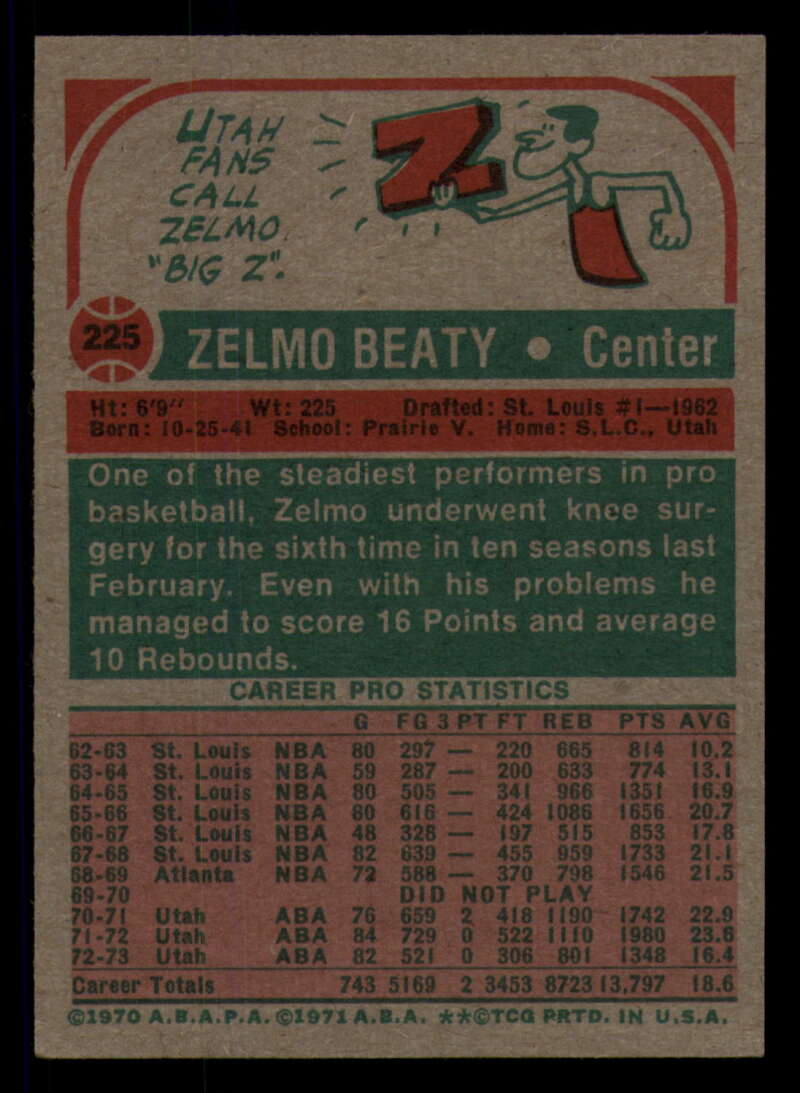 UTAH
FANS
CALL
ZELMO
"BIG Z".
Z
225 ZELMO BEATY • Center
Ht: 6'9" Wt: 225 Drafted: St. Louis #1—1962
Born: 10-25-41 School: Prairie V. Home: S.L.C., Utah
One of the steadiest performers in pro
basketball, Zelmo underwent knee sur-
gery for the sixth time in ten seasons last
February. Even with his problems he
managed to score 16 Points and average
10 Rebounds.
CAREER PRO STATISTICS
G FG 3 PT FT REB PTS AVG
62-63 St. Louis NBA 80 297 — 220 665 814 10.2
63-64 St. Louis NBA 59 287 — 200 633 774 13.1
64-65 St. Louis NBA 80 505 — 341 966 1351 16.9
65-66 St. Louis NBA 80 616 — 424 1086 1656 20.7
66-67 St. Louis NBA 48 328 — 197 515 853 17.8
67-68 St. Louis NBA 82 639 — 455 959 1733 21.1
68-69 Atlanta NBA 72 588 — 370 798 1546 21.5
69-70 DID NOT PLAY
70-71 Utah ABA 76 659 2 418 1190 1742 22.9
71-72 Utah ABA 84 729 0 522 1110 1980 23.6
72-73 Utah ABA 82 521 0 306 801 1348 16.4
Career Totals 743 5169 2 3453 8723 13,797 18.6
©1970 A.B.A.P.A. ©1971 A.B.A. **©TCG PRTD. IN U.S.A.